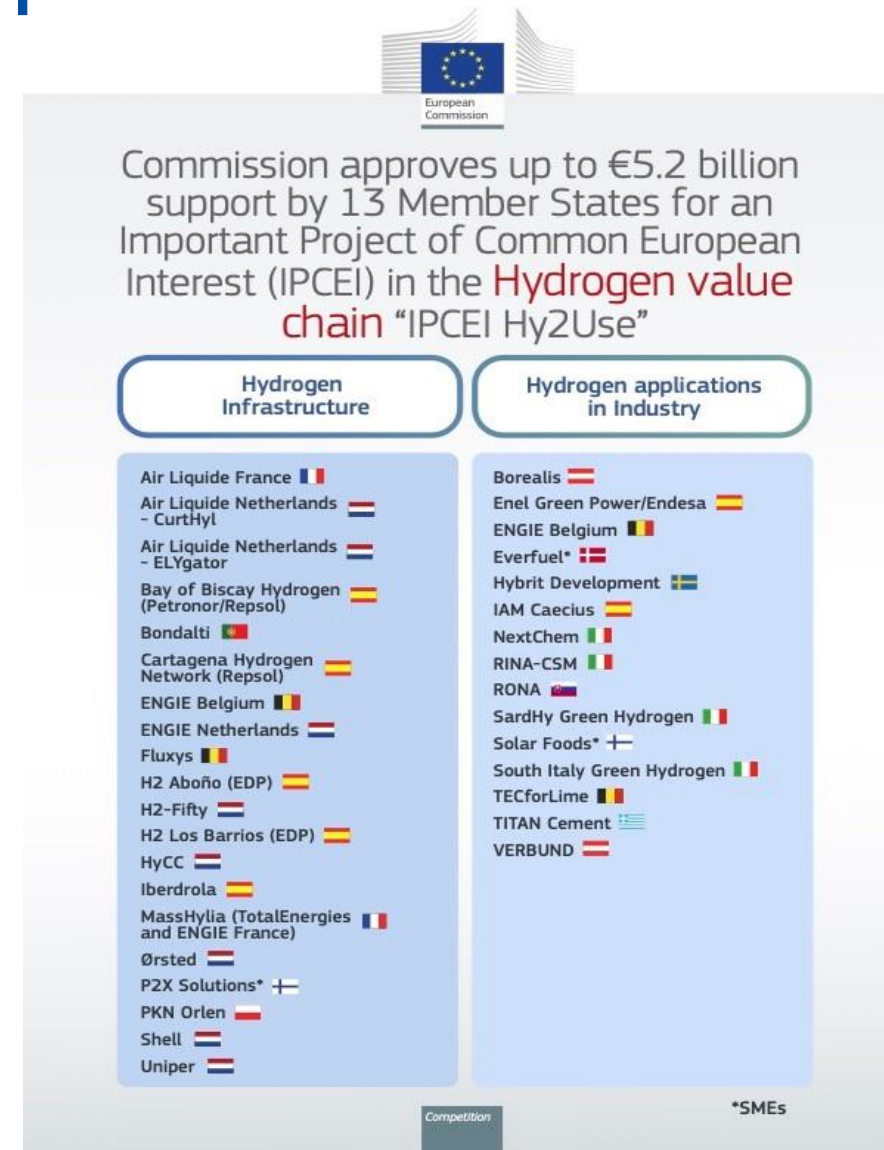 European
Commission
Commission approves up to €5.2 billion
support by 13 Member States for an
Important Project of Common European
Interest (IPCEI) in the Hydrogen value
chain “IPCEI Hy2Use”
Hydrogen
Infrastructure
Air Liquide France
Air Liquide Netherlands
- CurtHyl
Air Liquide Netherlands
- ELYgator
Bay of Biscay Hydrogen
(Petronor/Repsol)
Bondalti
Cartagena Hydrogen
Network (Repsol)
ENGIE Belgium
ENGIE Netherlands
Fluxys
H2 Aboño (EDP)
H2-Fifty
H2 Los Barrios (EDP)
HyCC
Iberdrola
MassHylia (TotalEnergies
and ENGIE France)
Ørsted
P2X Solutions*
PKN Orlen
Shell
Uniper
Hydrogen applications
in Industry
Borealis
Enel Green Power/Endesa
ENGIE Belgium
Everfuel*
Hybrit Development
IAM Caecius
NextChem
RINA-CSM
RONA
SardHy Green Hydrogen
Solar Foods*
South Italy Green Hydrogen
TECforLime
TITAN Cement
VERBUND
*SMEs
Competition